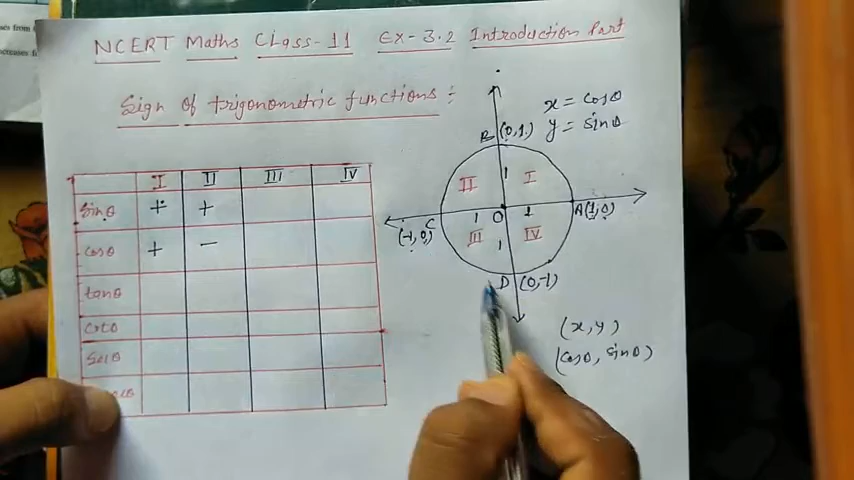 NCERT Maths Class-11 Ex-3.2 Introduction Part
Sign of trigonometric functions :
x = cosθ
y = sinθ
I II III IV
sinθ + +
cosθ + −
tanθ
cotθ
secθ
B (0,1)
II I
1
C 1 O 1 A(1,0)
(-1,0) III IV
1
D (0,-1)
(x,y)
(cosθ, sinθ)